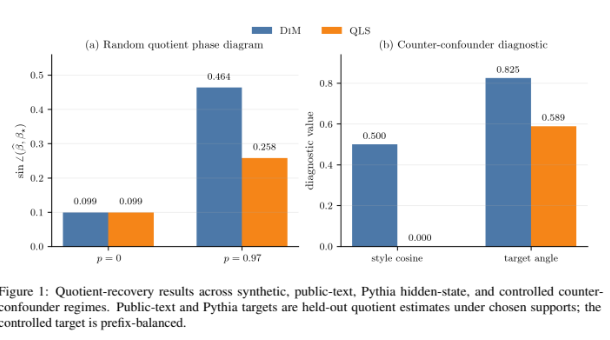 DiM QLS
(a) Random quotient phase diagram
(b) Counter-confounder diagnostic
sin ∠(β̂, β⋆)
0.5
0.4
0.3
0.2
0.1
0.0
0.099
0.099
0.464
0.258
p = 0
p = 0.97
diagnostic value
0.8
0.6
0.4
0.2
0.0
0.500
0.000
0.825
0.589
style cosine
target angle
Figure 1: Quotient-recovery results across synthetic, public-text, Pythia hidden-state, and controlled counter-
confounder regimes. Public-text and Pythia targets are held-out quotient estimates under chosen supports; the
controlled target is prefix-balanced.